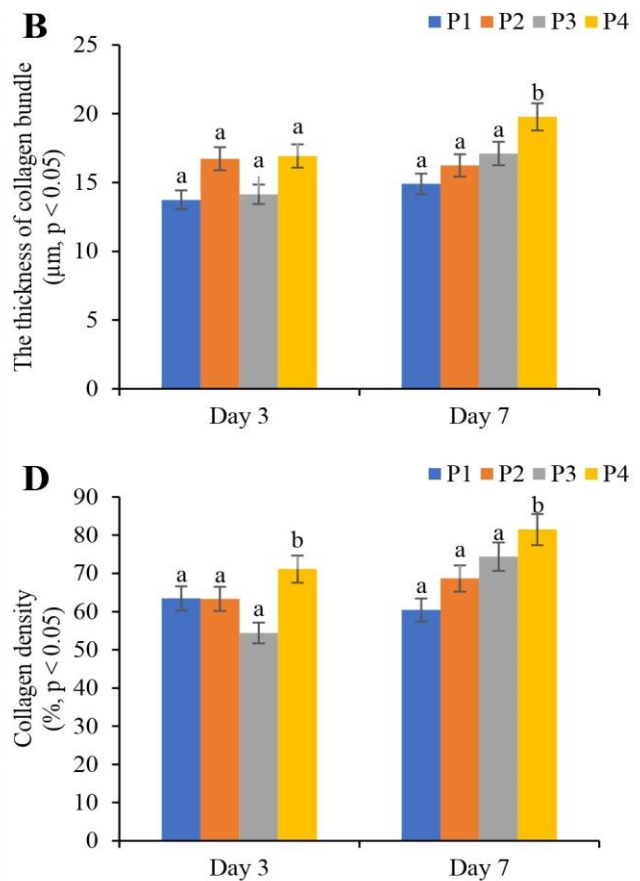 B
P1 P2 P3 P4
The thickness of collagen bundle
(µm, p < 0.05)
25
20
15
10
5
0
a a a a
a a a b
Day 3 Day 7
D
P1 P2 P3 P4
Collagen density
(%, p < 0.05)
90
80
70
60
50
40
30
20
10
0
a a a b
a a a b
Day 3 Day 7